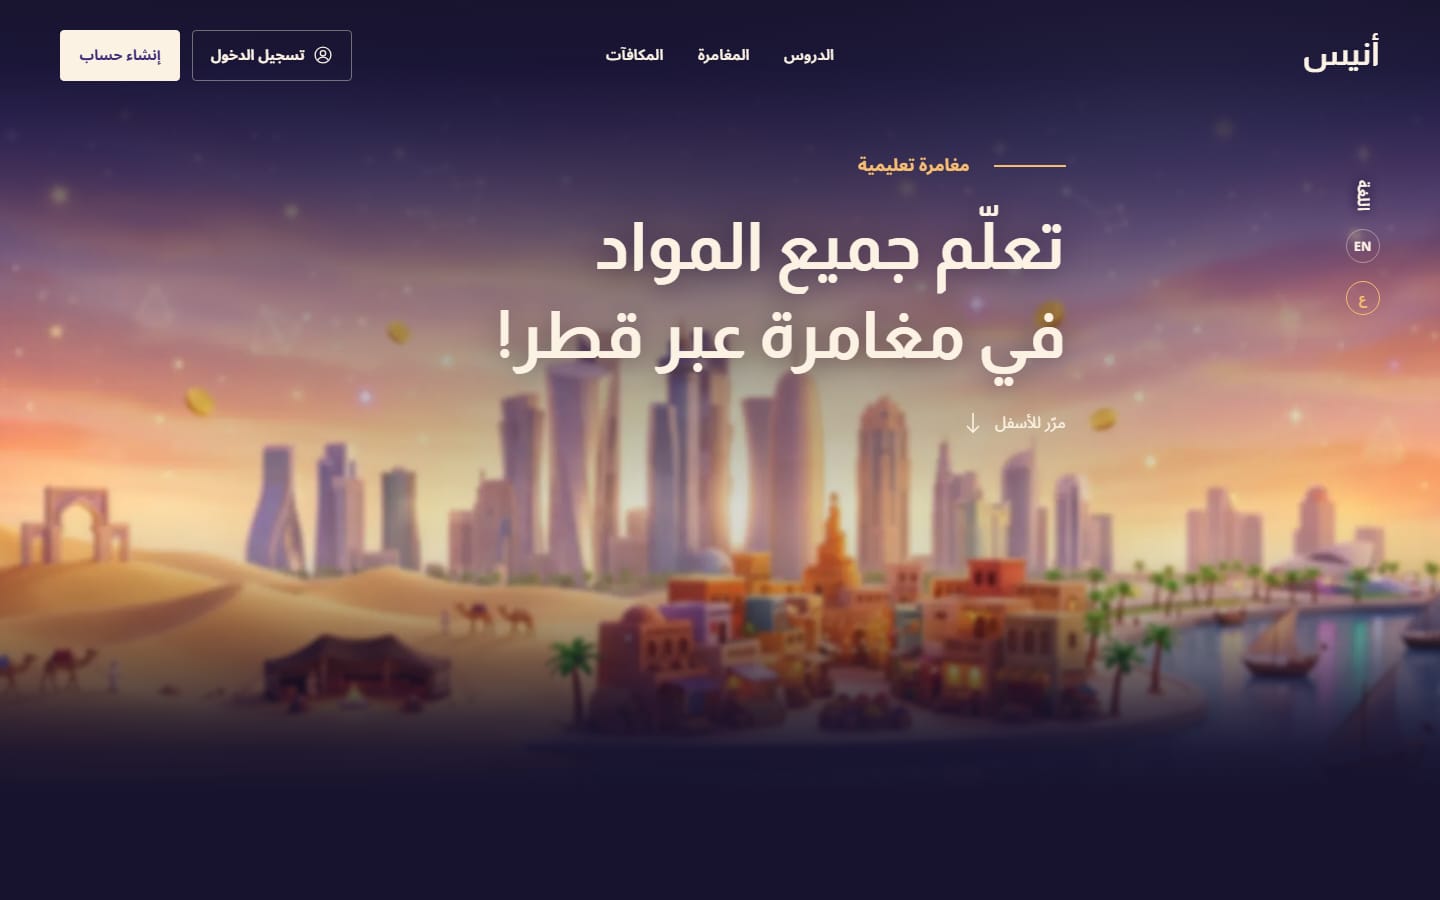 أنيس
الدروس
المغامرة
المكافآت
تسجيل الدخول
إنشاء حساب
اللغة
EN
ع
مغامرة تعليمية
تعلّم جميع المواد
في مغامرة عبر قطر!
مرّر للأسفل